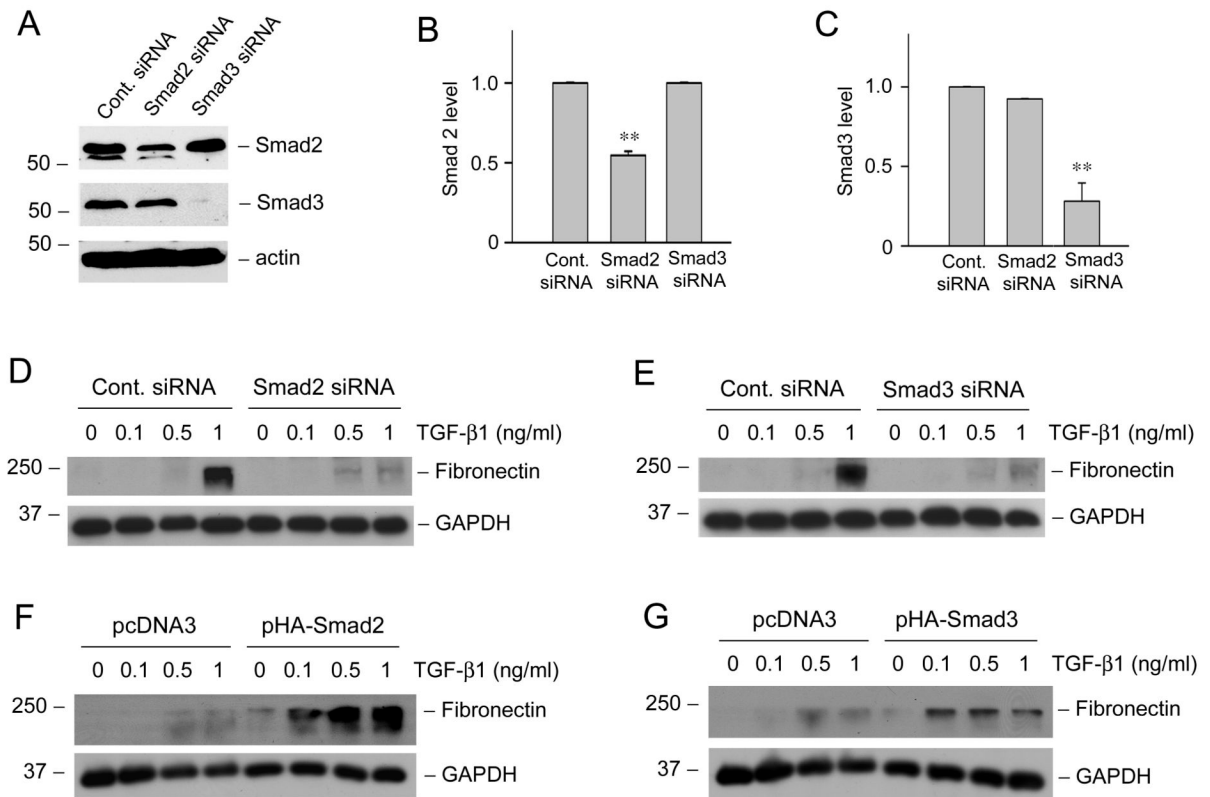 A
Cont. siRNA
Smad2 siRNA
Smad3 siRNA
50 –
– Smad2
50 –
– Smad3
50 –
– actin
B
Smad 2 level
1.0
0.5
0
**
Cont. siRNA
Smad2 siRNA
Smad3 siRNA
C
Smad3 level
1.0
0.5
0
**
Cont. siRNA
Smad2 siRNA
Smad3 siRNA
D
Cont. siRNA Smad2 siRNA
0 0.1 0.5 1 0 0.1 0.5 1 TGF-β1 (ng/ml)
250 – – Fibronectin
37 – – GAPDH
E
Cont. siRNA Smad3 siRNA
0 0.1 0.5 1 0 0.1 0.5 1 TGF-β1 (ng/ml)
250 – – Fibronectin
37 – – GAPDH
F
pcDNA3 pHA-Smad2
0 0.1 0.5 1 0 0.1 0.5 1 TGF-β1 (ng/ml)
250 – – Fibronectin
37 – – GAPDH
G
pcDNA3 pHA-Smad3
0 0.1 0.5 1 0 0.1 0.5 1 TGF-β1 (ng/ml)
250 – – Fibronectin
37 – – GAPDH